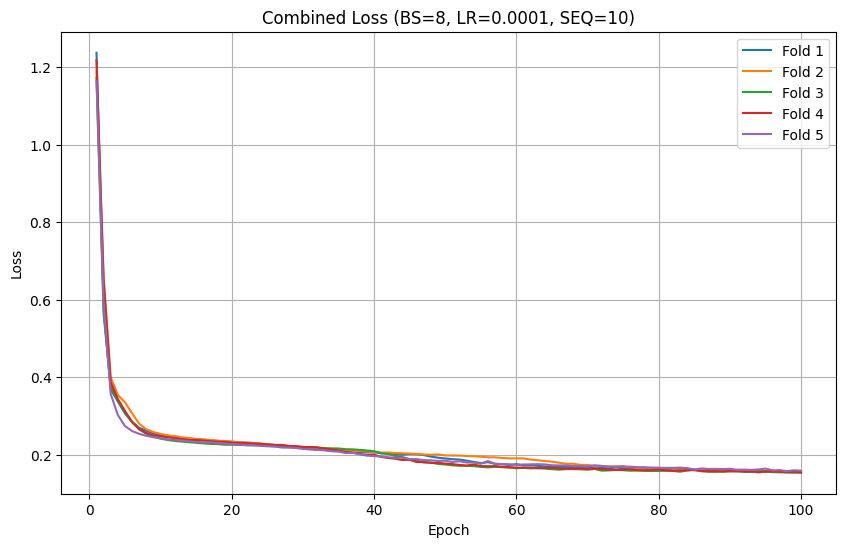 Combined Loss (BS=8, LR=0.0001, SEQ=10)
Fold 1
Fold 2
Fold 3
Fold 4
Fold 5
Loss
1.2
1.0
0.8
0.6
0.4
0.2
0 20 40 60 80 100
Epoch